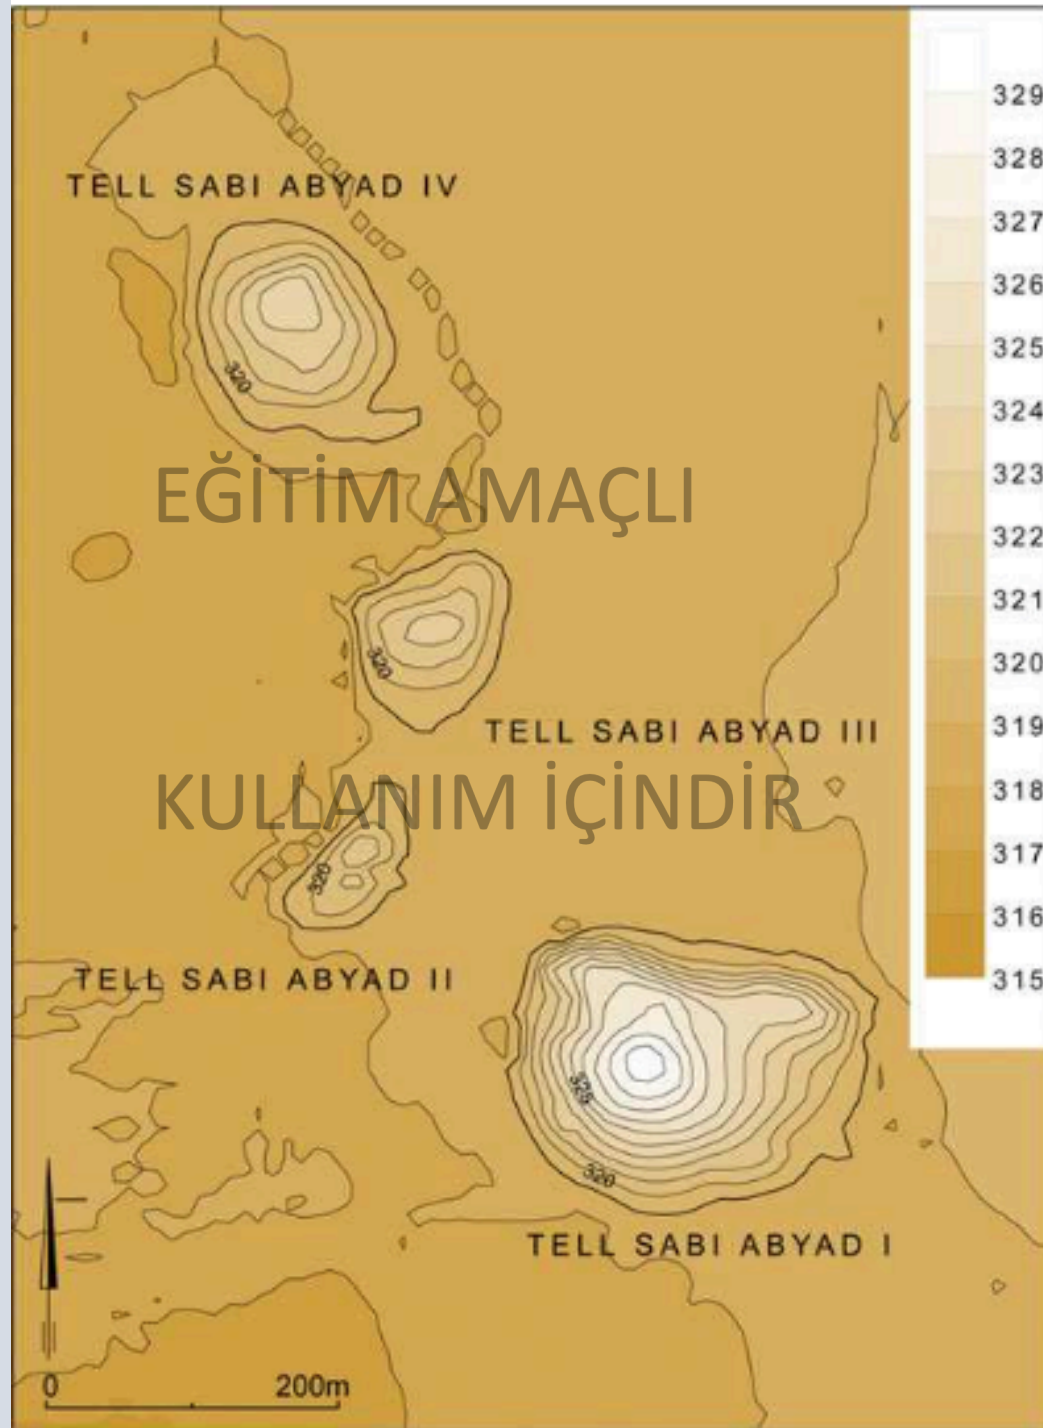 329
328
TELL SABI ABYAD IV
327
326
325
324
320
323
EĞİTİM AMAÇLI
322
321
320
320
319
TELL SABI ABYAD III
318
KULLANIM İÇİNDİR
317
320
316
TELL SABI ABYAD II
315
325
320
TELL SABI ABYAD I
0 200m